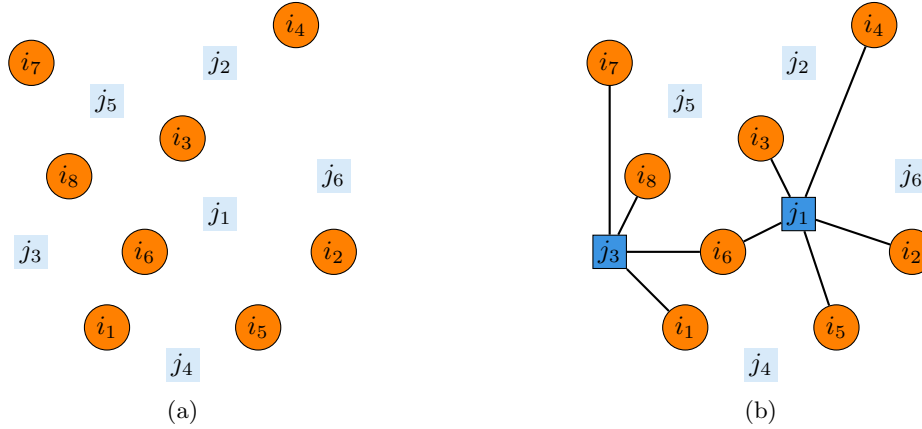 i4 i4
i7 j2 i7 j2
j5 j5
i3 i3
i8 j6 i8 j6
j1 j1
j3 i6 i2 j3 i6 i2
i1 i5 i1 i5
j4 j4
(a) (b)